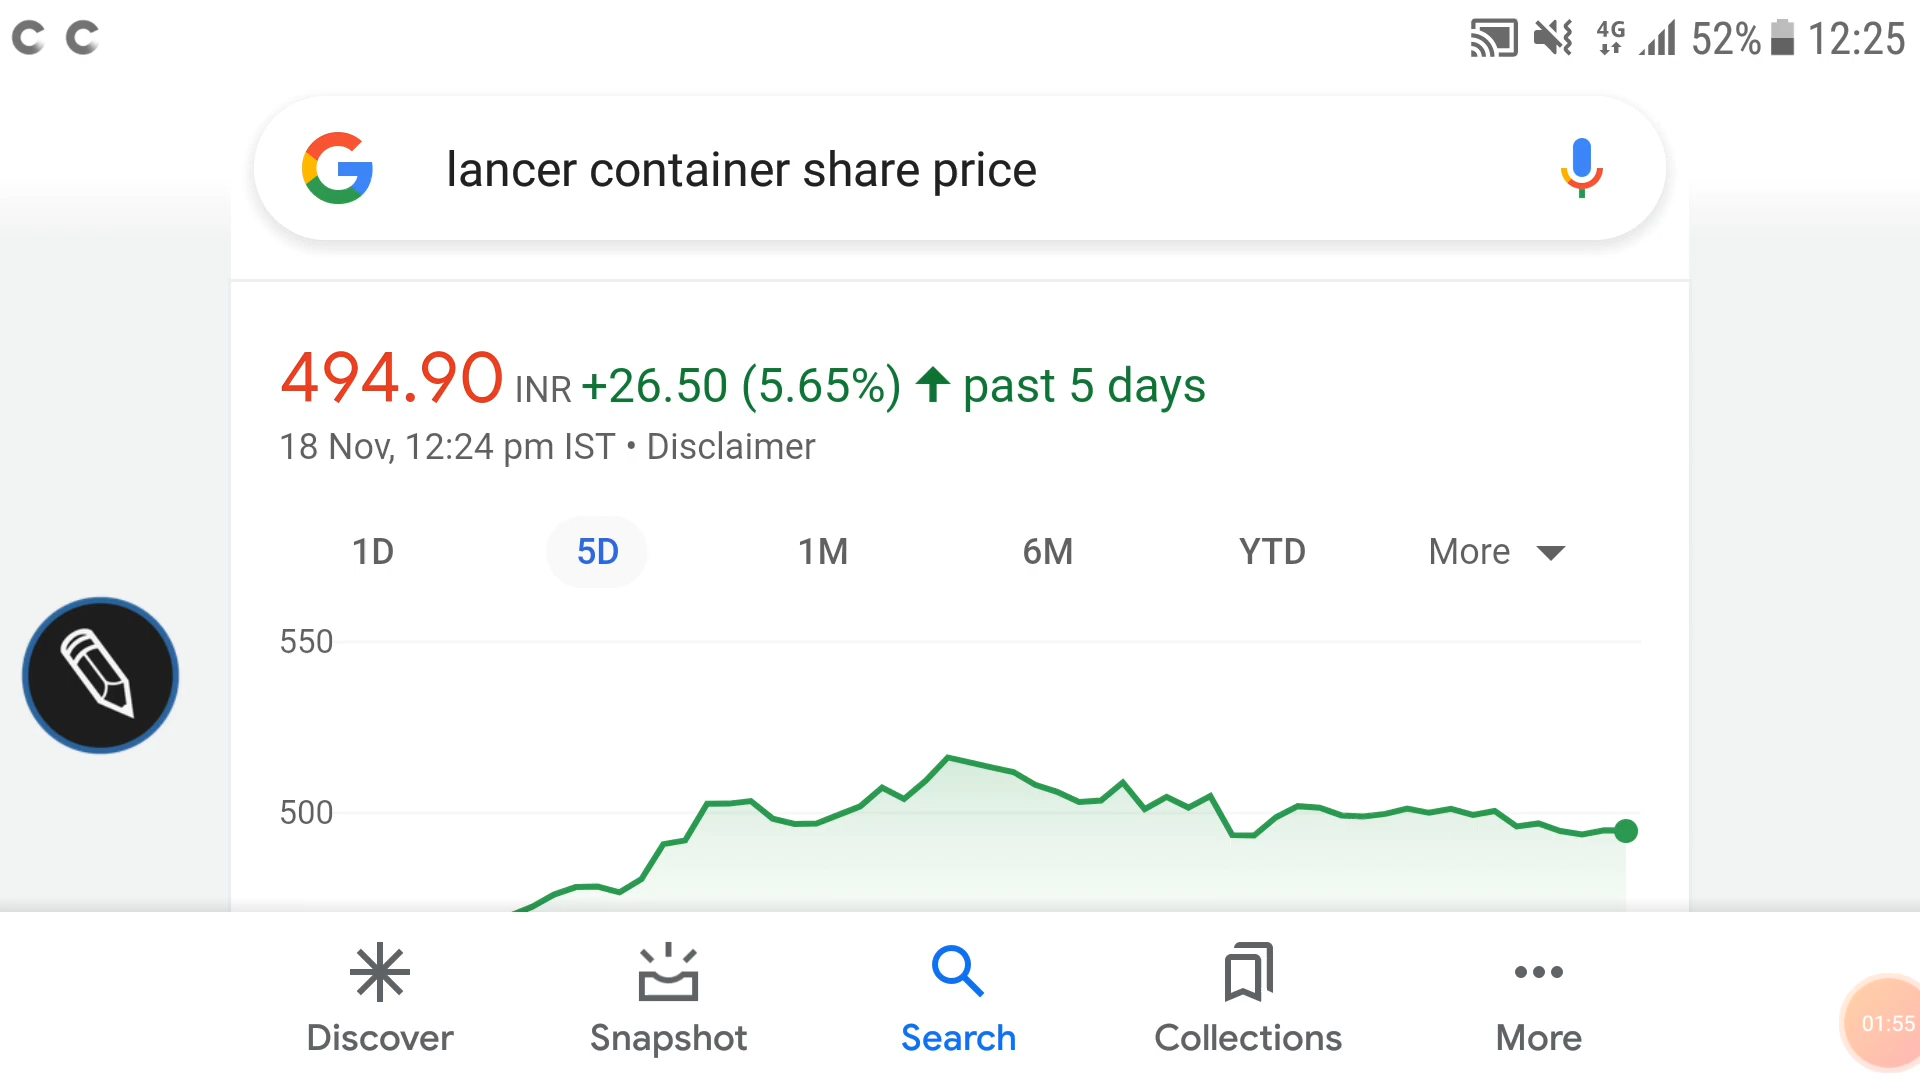 4G 52% 12:25
lancer container share price
494.90 INR +26.50 (5.65%) ↑ past 5 days
18 Nov, 12:24 pm IST • Disclaimer
1D 5D 1M 6M YTD More
550
500
Discover Snapshot Search Collections More
01:55